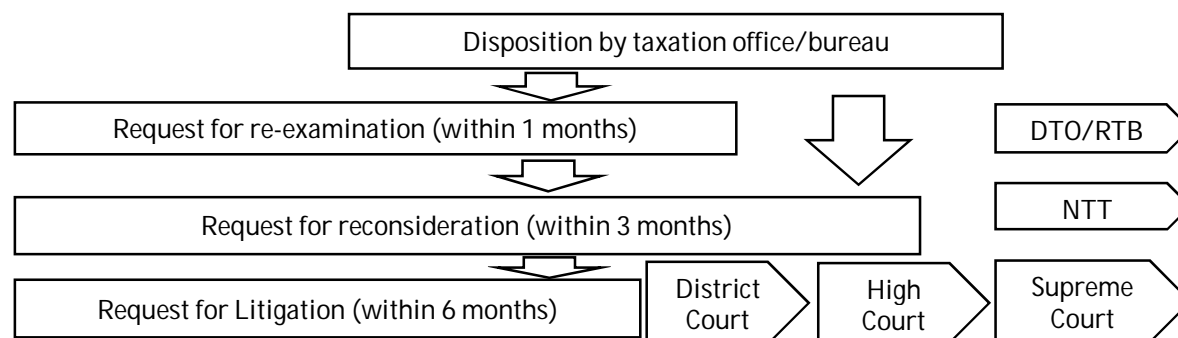 Disposition by taxation office/bureau
Request for re-examination (within 1 months)
DTO/RTB
Request for reconsideration (within 3 months)
NTT
Request for Litigation (within 6 months)
District
Court
High
Court
Supreme
Court